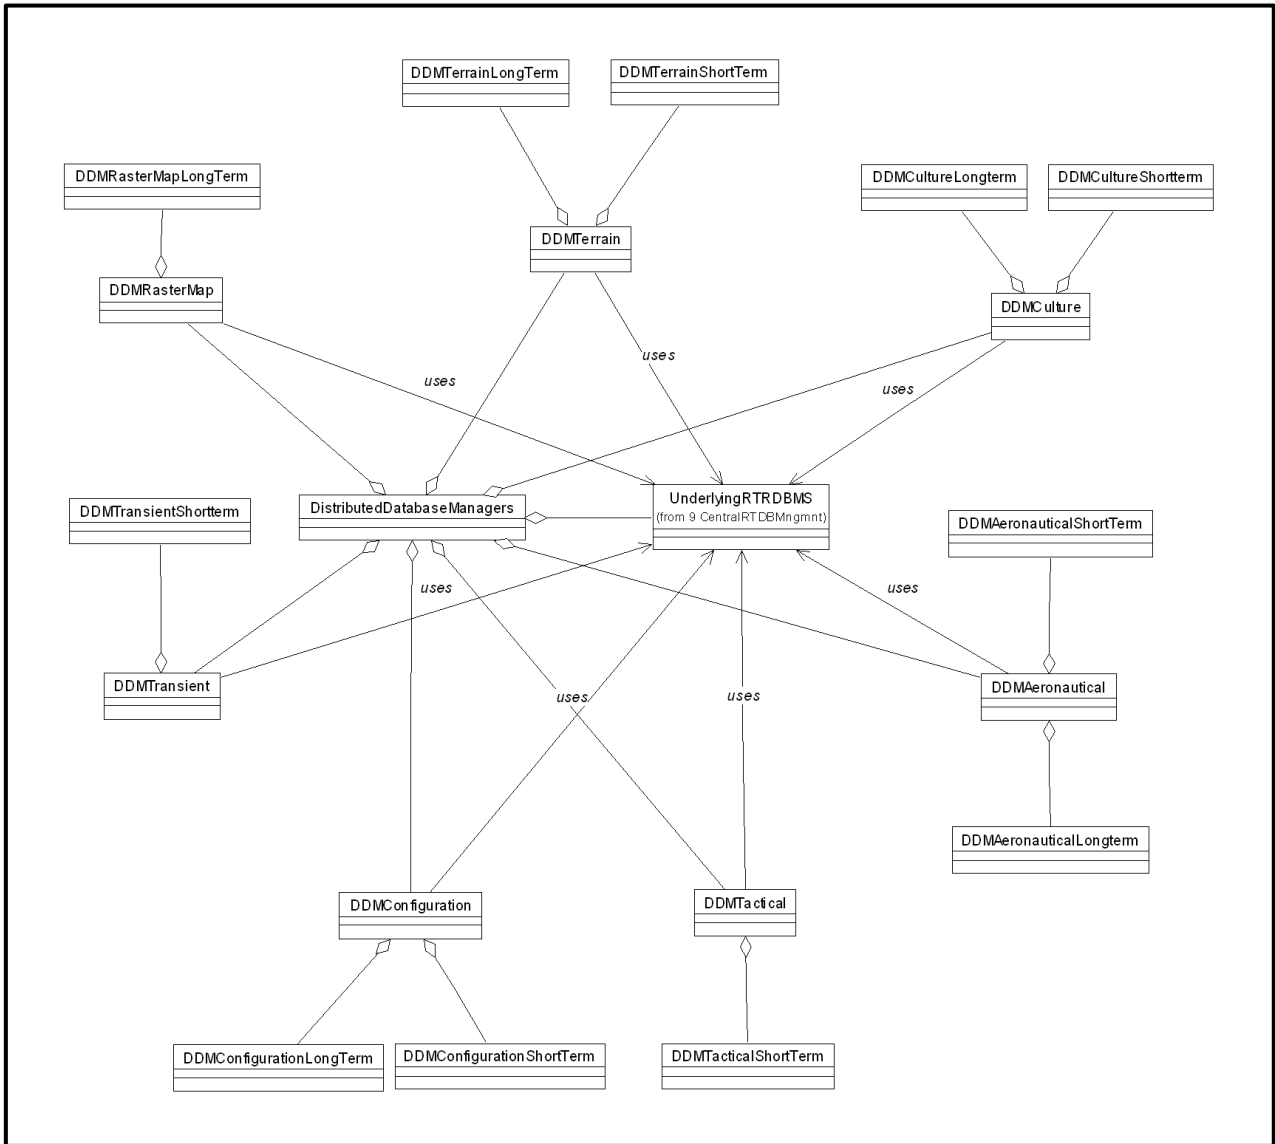 DDMTerrainLongTerm
DDMTerrainShortTerm
DDMRasterMapLongTerm
DDMCultureLongterm
DDMCultureShortterm
DDMTerrain
DDMRasterMap
DDMCulture
uses
uses
uses
DistributedDatabaseManagers
UnderlyingRTRDBMS
(from 9 CentralRTDBMngmnt)
DDMTransientShortterm
DDMAeronauticalShortTerm
uses
uses
DDMTransient
DDMAeronautical
uses
uses
DDMAeronauticalLongterm
DDMConfiguration
DDMTactical
DDMConfigurationLongTerm
DDMConfigurationShortTerm
DDMTacticalShortTerm